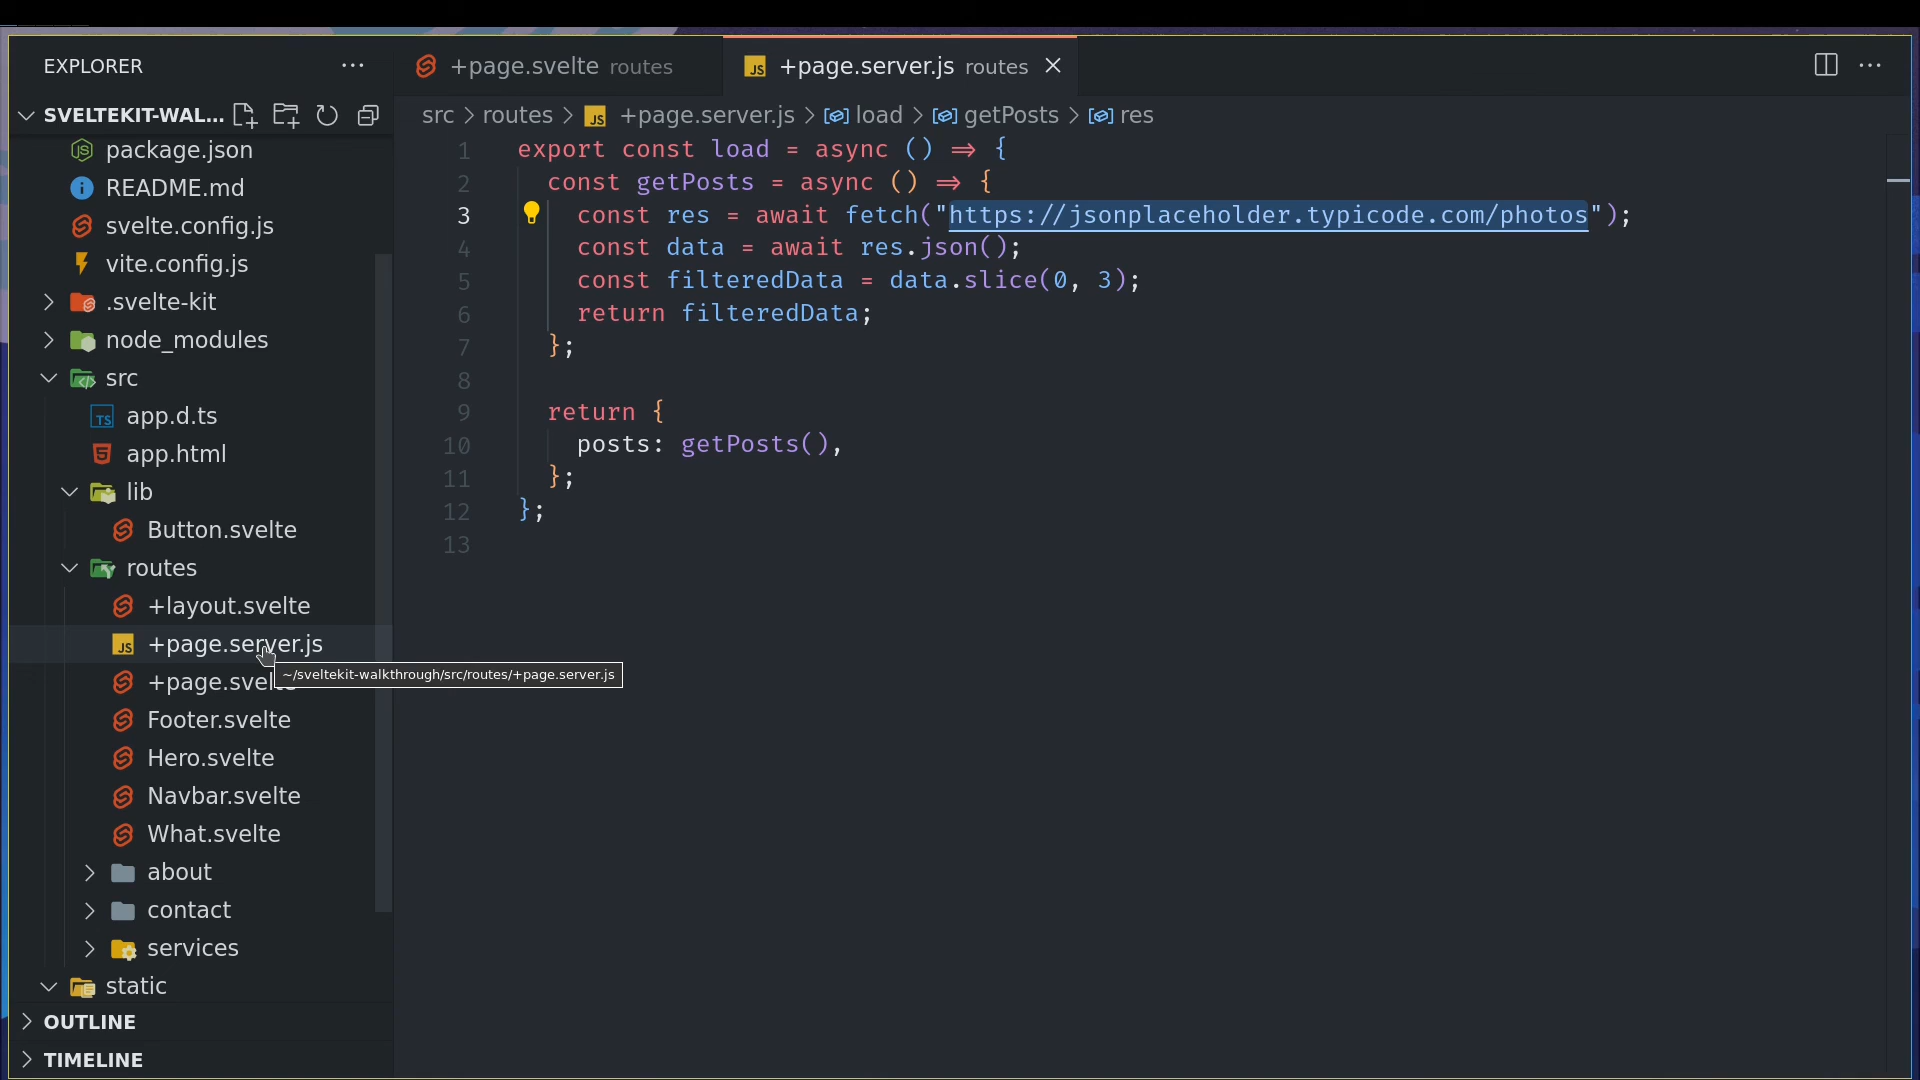 EXPLORER
SVELTEKIT-WAL...
package.json
README.md
svelte.config.js
vite.config.js
.svelte-kit
node_modules
src
app.d.ts
app.html
lib
Button.svelte
routes
+layout.svelte
+page.server.js
~/sveltekit-walkthrough/src/routes/+page.server.js
Footer.svelte
Hero.svelte
Navbar.svelte
What.svelte
about
contact
services
static
OUTLINE
TIMELINE
+page.svelte routes
+page.server.js routes
src > routes > JS +page.server.js > load > getPosts > res
1 export const load = async () => {
2 const getPosts = async () => {
3 const res = await fetch("https://jsonplaceholder.typicode.com/photos");
4 const data = await res.json();
5 const filteredData = data.slice(0, 3);
6 return filteredData;
7 };
8
9 return {
10 posts: getPosts(),
11 };
12 };
13